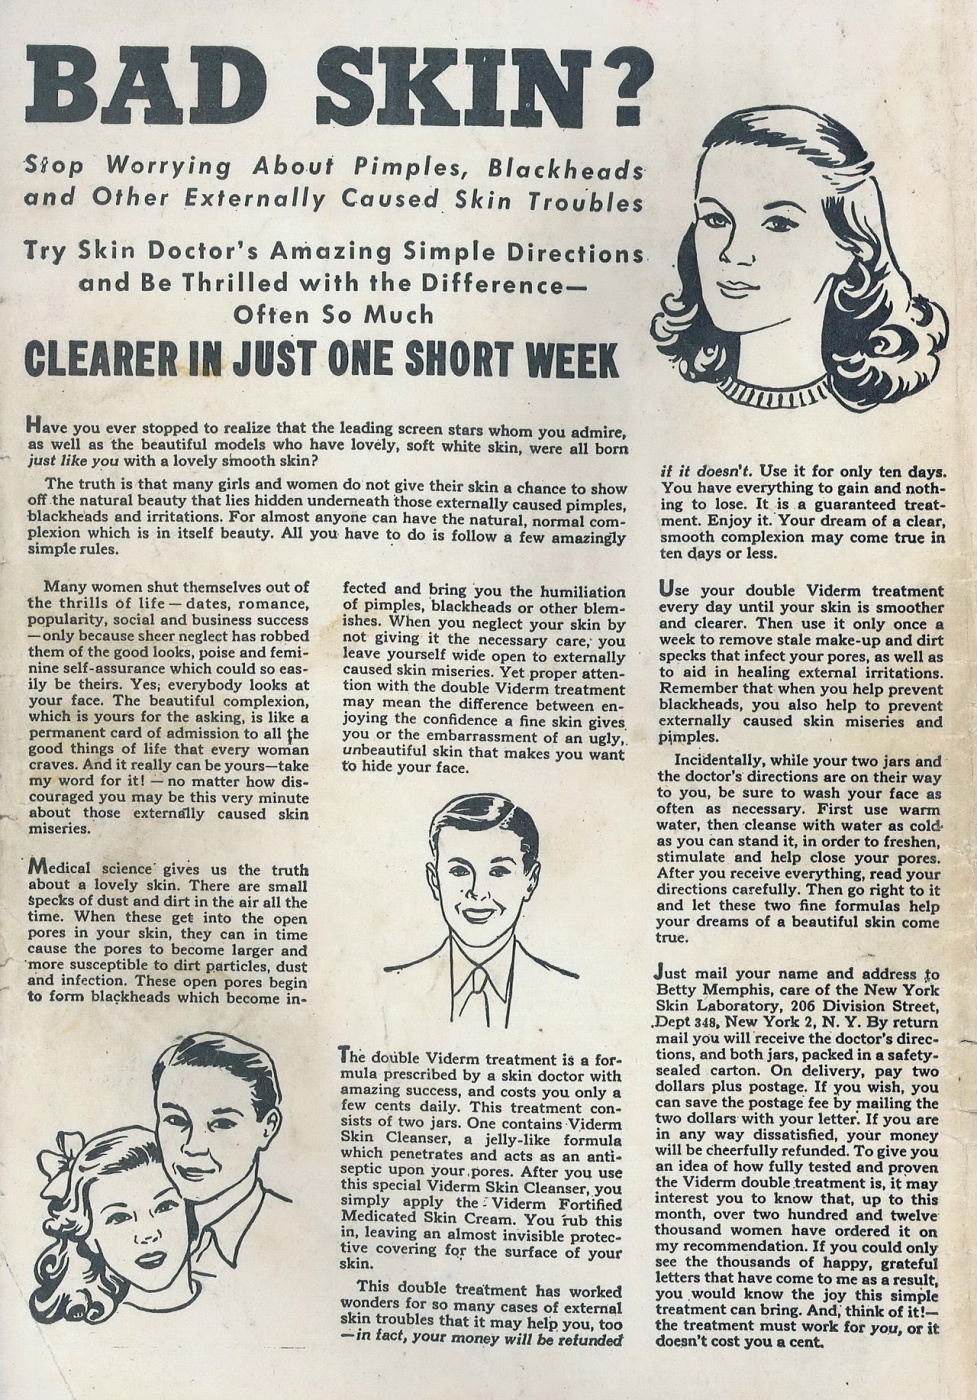 BAD SKIN?
Stop Worrying About Pimples, Blackheads
and Other Externally Caused Skin Troubles
Try Skin Doctor's Amazing Simple Directions
and Be Thrilled with the Difference—
Often So Much
CLEARER IN JUST ONE SHORT WEEK
Have you ever stopped to realize that the leading screen stars whom you admire,
as well as the beautiful models who have lovely, soft white skin, were all born
just like you with a lovely smooth skin?
The truth is that many girls and women do not give their skin a chance to show
off the natural beauty that lies hidden underneath those externally caused pimples,
blackheads and irritations. For almost anyone can have the natural, normal com-
plexion which is in itself beauty. All you have to do is follow a few amazingly
simple rules.
Many women shut themselves out of
the thrills of life — dates, romance,
popularity, social and business success
—only because sheer neglect has robbed
them of the good looks, poise and femi-
nine self-assurance which could so eas-
ily be theirs. Yes, everybody looks at
your face. The beautiful complexion,
which is yours for the asking, is like a
permanent card of admission to all the
good things of life that every woman
craves. And it really can be yours—take
my word for it! — no matter how dis-
couraged you may be this very minute
about those externally caused skin
miseries.
Medical science gives us the truth
about a lovely skin. There are small
specks of dust and dirt in the air all the
time. When these get into the open
pores in your skin, they can in time
cause the pores to become larger and
more susceptible to dirt particles, dust
and infection. These open pores begin
to form blackheads which become in-
fected and bring you the humiliation
of pimples, blackheads or other blem-
ishes. When you neglect your skin by
not giving it the necessary care, you
leave yourself wide open to externally
caused skin miseries. Yet proper atten-
tion with the double Viderm treatment
may mean the difference between en-
joying the confidence a fine skin gives
you or the embarrassment of an ugly,
unbeautiful skin that makes you want
to hide your face.
The double Viderm treatment is a for-
mula prescribed by a skin doctor with
amazing success, and costs you only a
few cents daily. This treatment con-
sists of two jars. One contains Viderm
Skin Cleanser, a jelly-like formula
which penetrates and acts as an anti-
septic upon your pores. After you use
this special Viderm Skin Cleanser, you
simply apply the Viderm Fortified
Medicated Skin Cream. You rub this
in, leaving an almost invisible protec-
tive covering for the surface of your
skin.
This double treatment has worked
wonders for so many cases of external
skin troubles that it may help you, too
—in fact, your money will be refunded
if it doesn't. Use it for only ten days.
You have everything to gain and noth-
ing to lose. It is a guaranteed treat-
ment. Enjoy it. Your dream of a clear,
smooth complexion may come true in
ten days or less.
Use your double Viderm treatment
every day until your skin is smoother
and clearer. Then use it only once a
week to remove stale make-up and dirt
specks that infect your pores, as well as
to aid in healing external irritations.
Remember that when you help prevent
blackheads, you also help to prevent
externally caused skin miseries and
pimples.
Incidentally, while your two jars and
the doctor's directions are on their way
to you, be sure to wash your face as
often as necessary. First use warm
water, then cleanse with water as cold
as you can stand it, in order to freshen,
stimulate and help close your pores.
After you receive everything, read your
directions carefully. Then go right to it
and let these two fine formulas help
your dreams of a beautiful skin come
true.
Just mail your name and address to
Betty Memphis, care of the New York
Skin Laboratory, 206 Division Street,
Dept 348, New York 2, N. Y. By return
mail you will receive the doctor's direc-
tions, and both jars, packed in a safety-
sealed carton. On delivery, pay two
dollars plus postage. If you wish, you
can save the postage fee by mailing the
two dollars with your letter. If you are
in any way dissatisfied, your money
will be cheerfully refunded. To give you
an idea of how fully tested and proven
the Viderm double treatment is, it may
interest you to know that, up to this
month, over two hundred and twelve
thousand women have ordered it on
my recommendation. If you could only
see the thousands of happy, grateful
letters that have come to me as a result,
you would know the joy this simple
treatment can bring. And, think of it!—
the treatment must work for you, or it
doesn't cost you a cent.